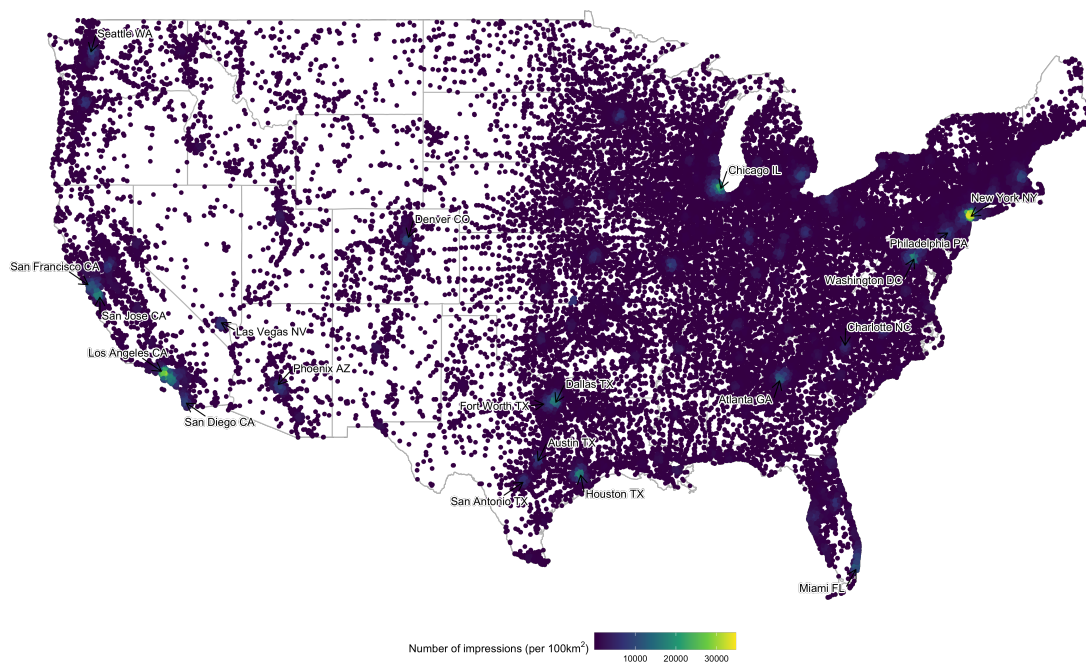 Seattle WA
Chicago IL
New York NY
Denver CO
Philadelphia PA
San Francisco CA
Washington DC
San Jose CA
Las Vegas NV
Charlotte NC
Los Angeles CA
Phoenix AZ
Dallas TX
Atlanta GA
Fort Worth TX
San Diego CA
Austin TX
San Antonio TX
Houston TX
Miami FL
Number of impressions (per 100km²)
10000 20000 30000